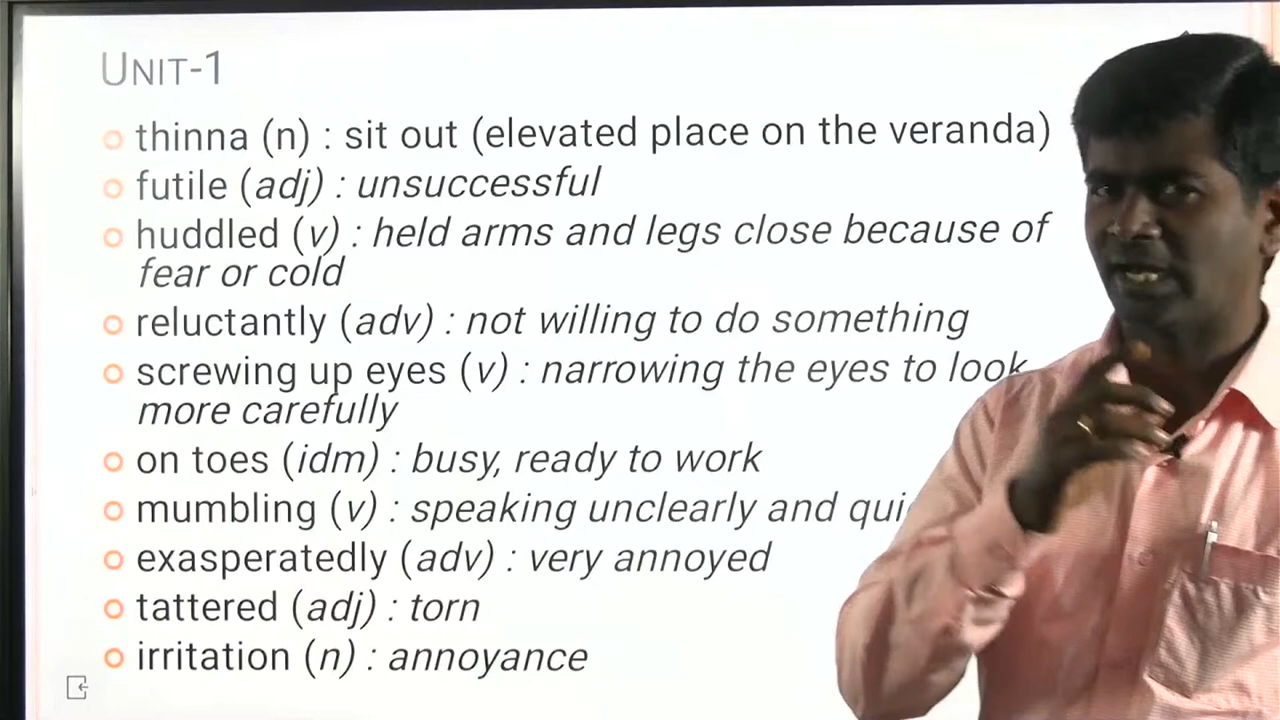 UNIT-1
thinna (n) : sit out (elevated place on the veranda)
futile (adj) : unsuccessful
huddled (v) : held arms and legs close because of
fear or cold
reluctantly (adv) : not willing to do something
screwing up eyes (v) : narrowing the eyes to look
more carefully
on toes (idm) : busy, ready to work
mumbling (v) : speaking unclearly and
exasperatedly (adv) : very annoyed
tattered (adj) : torn
irritation (n) : annoyance